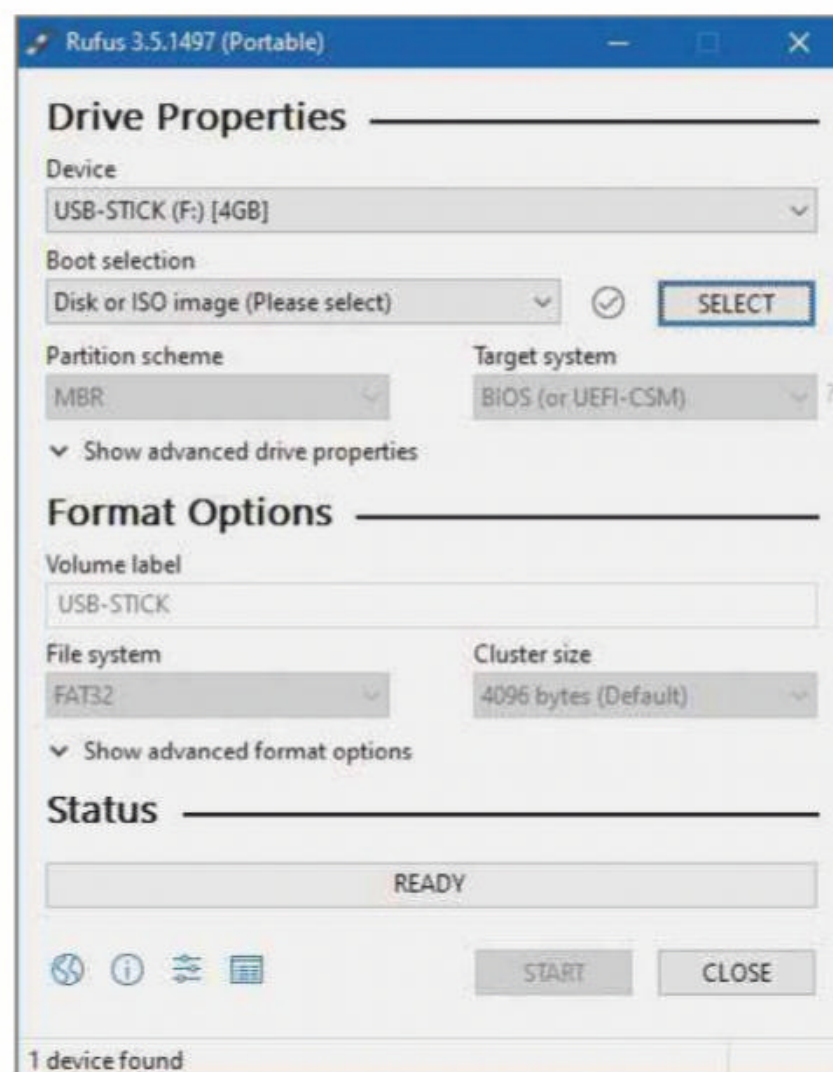 Rufus 3.5.1497 (Portable)
Drive Properties
Device
USB-STICK (F:) [4GB]
Boot selection
Disk or ISO image (Please select)
SELECT
Partition scheme
Target system
MBR
BIOS (or UEFI-CSM)
?
Show advanced drive properties
Format Options
Volume label
USB-STICK
File system
Cluster size
FAT32
4096 bytes (Default)
Show advanced format options
Status
READY
START
CLOSE
1 device found